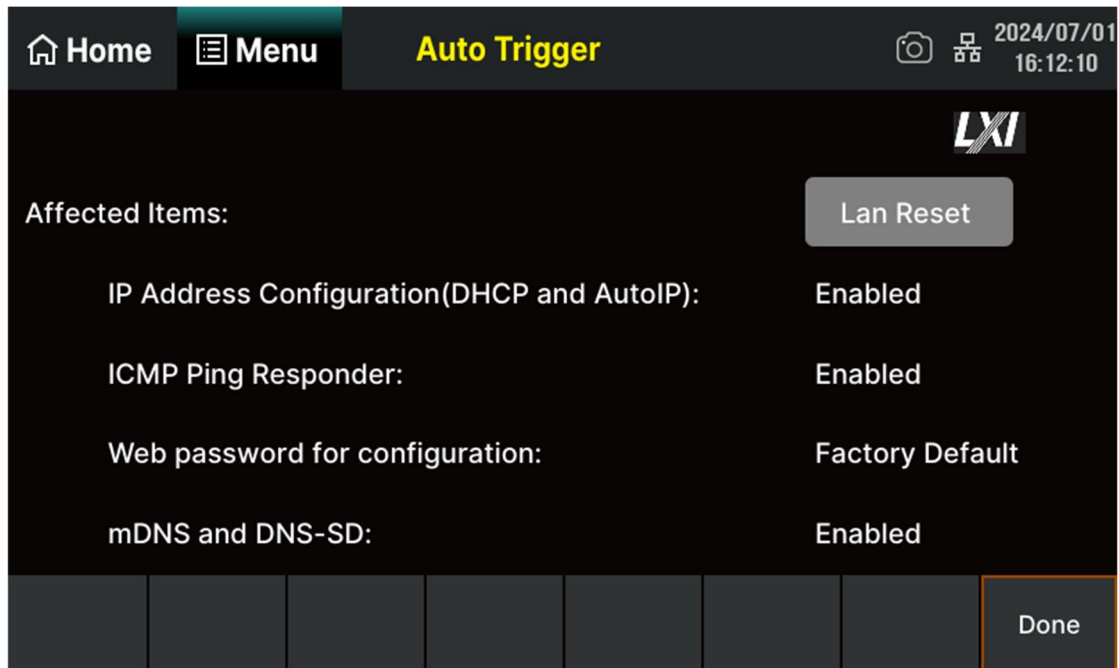 Home Menu Auto Trigger 2024/07/01
16:12:10
LXI
Affected Items: Lan Reset
IP Address Configuration(DHCP and AutoIP): Enabled
ICMP Ping Responder: Enabled
Web password for configuration: Factory Default
mDNS and DNS-SD: Enabled
Done